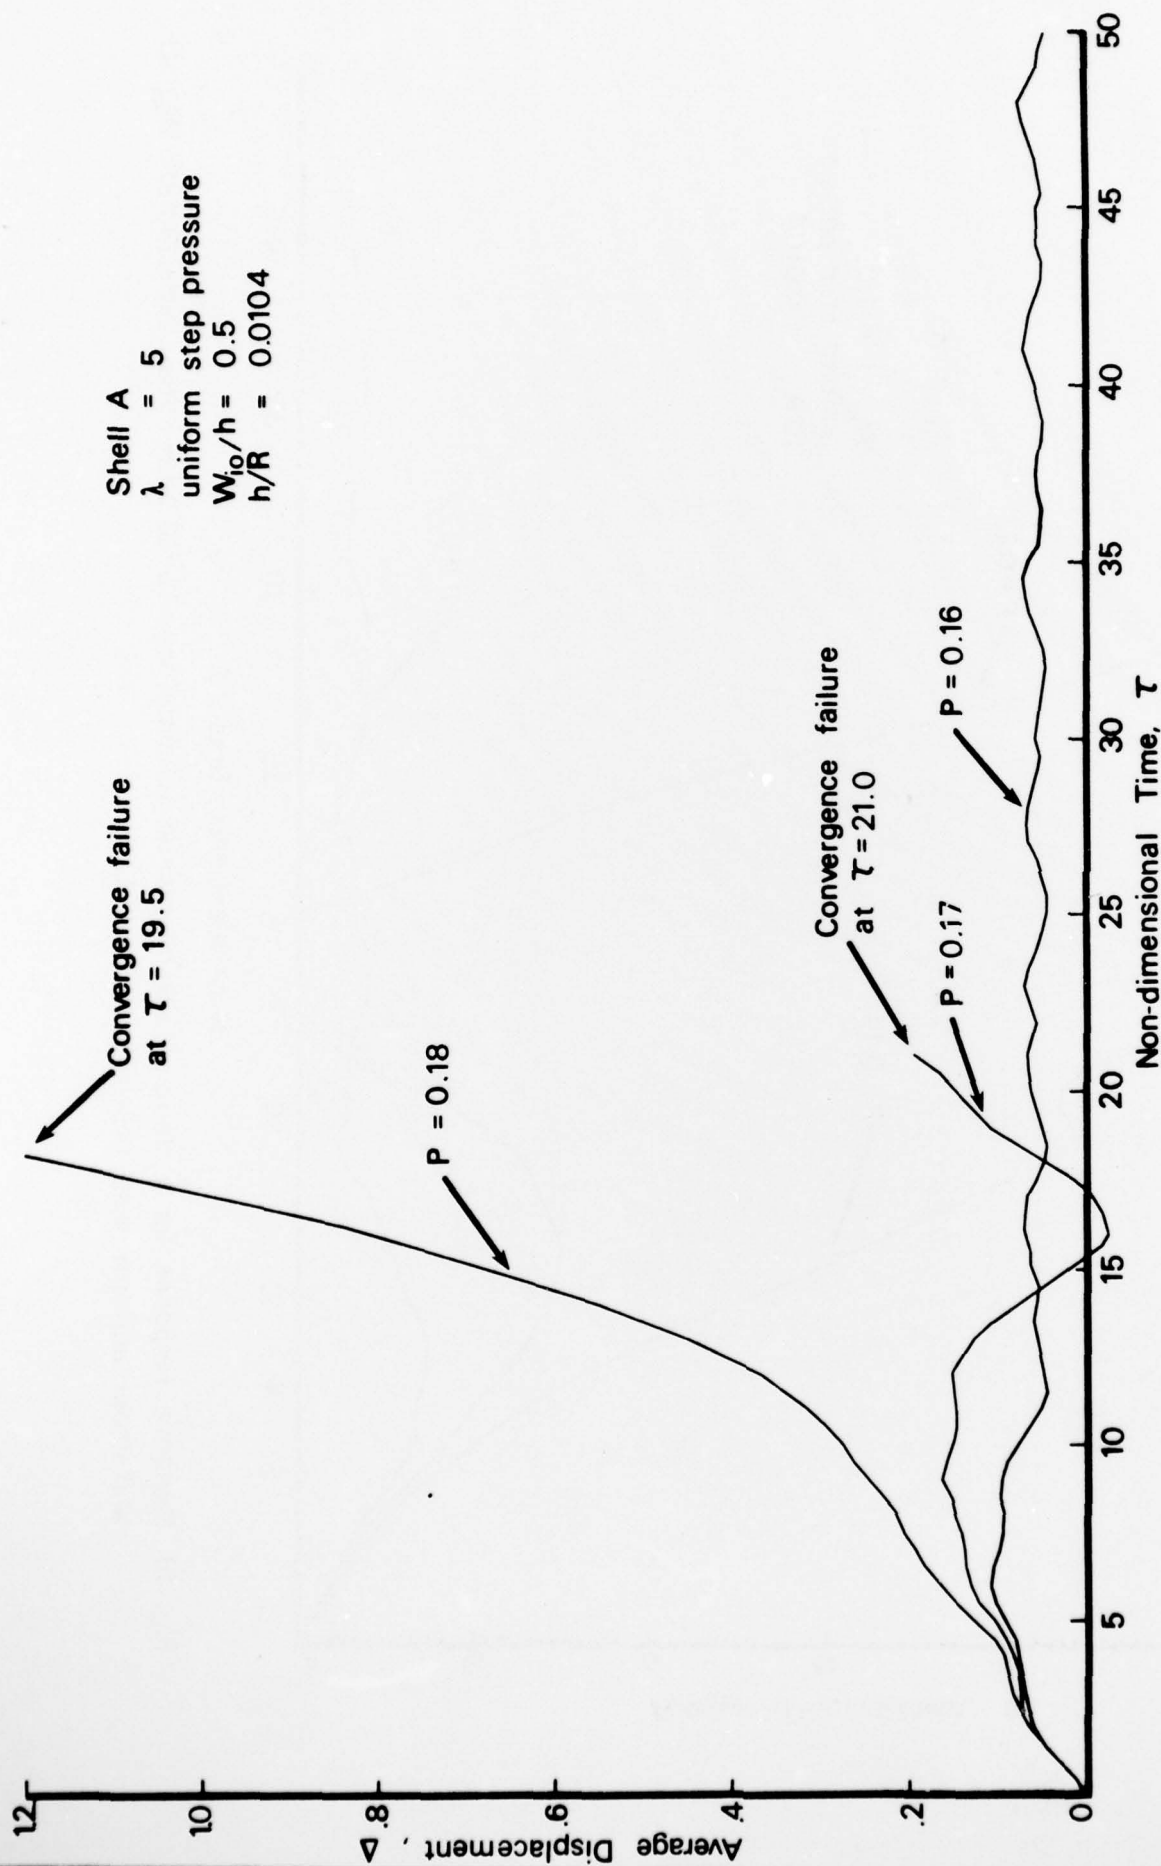 Shell A
λ = 5
uniform step pressure
Wio/h = 0.5
h/R = 0.0104
Convergence failure
at τ = 19.5
P = 0.18
Convergence failure
at τ = 21.0
P = 0.17
P = 0.16
Average Displacement, Δ
1.2
1.0
.8
.6
.4
.2
0
5
10
15
20
25
30
35
40
45
50
Non-dimensional Time, τ